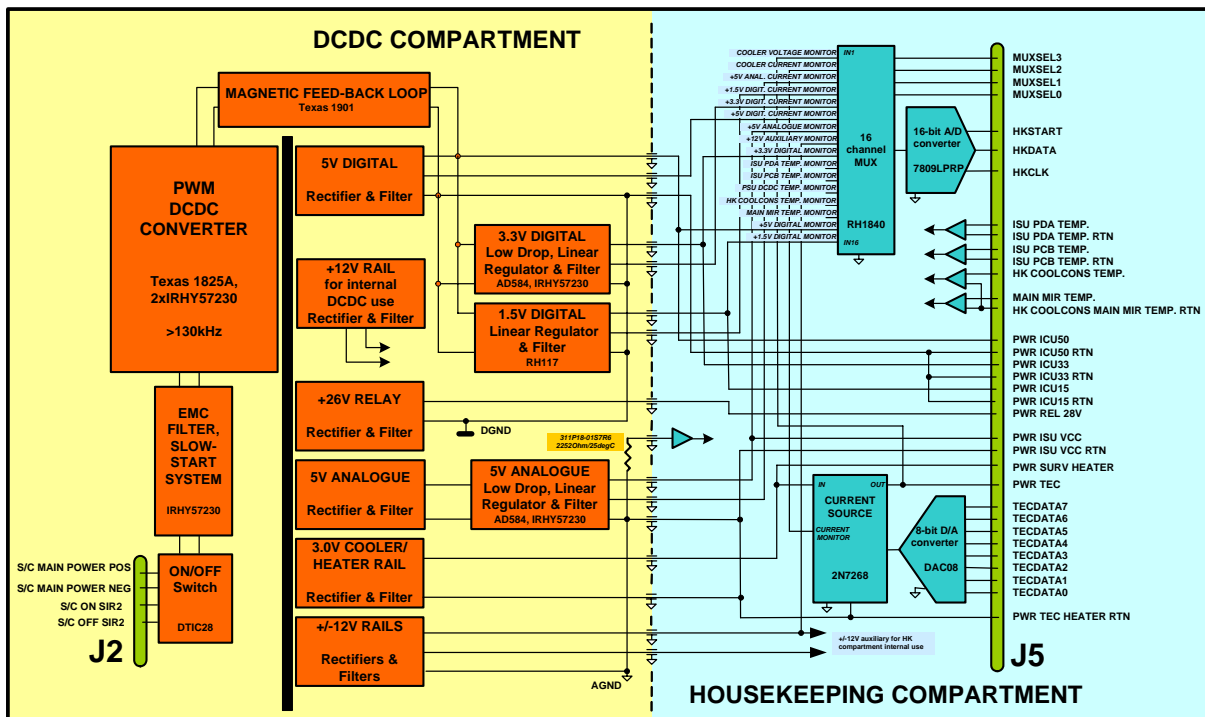 DCDC COMPARTMENT
MAGNETIC FEED-BACK LOOP
Texas 1901
PWM
DCDC
CONVERTER
Texas 1825A,
2xIRHY57230
>130kHz
EMC
FILTER,
SLOW-
START
SYSTEM
IRHY57230
ON/OFF
Switch
DTIC28
S/C MAIN POWER POS
S/C MAIN POWER NEG
S/C ON SIR2
S/C OFF SIR2
J2
5V DIGITAL
Rectifier & Filter
+12V RAIL
for internal
DCDC use
Rectifier & Filter
3.3V DIGITAL
Low Drop, Linear
Regulator & Filter
AD584, IRHY57230
1.5V DIGITAL
Linear Regulator
& Filter
RH117
+26V RELAY
Rectifier & Filter
DGND
311P18-01S7R6
2252Ohm/25degC
5V ANALOGUE
Rectifier & Filter
5V ANALOGUE
Low Drop, Linear
Regulator & Filter
AD584, IRHY57230
3.0V COOLER/
HEATER RAIL
Rectifier & Filter
+/-12V RAILS
Rectifiers &
Filters
AGND
COOLER VOLTAGE MONITOR
COOLER CURRENT MONITOR
+5V ANAL. CURRENT MONITOR
+1.5V DIGIT. CURRENT MONITOR
+3.3V DIGIT. CURRENT MONITOR
+5V DIGIT. CURRENT MONITOR
+5V ANALOGUE MONITOR
+12V AUXILIARY MONITOR
+3.3V DIGITAL MONITOR
ISU PDA TEMP. MONITOR
ISU PCB TEMP. MONITOR
PSU DCDC TEMP. MONITOR
HK COOLCONS TEMP. MONITOR
MAIN MIR TEMP. MONITOR
+5V DIGITAL MONITOR
+1.5V DIGITAL MONITOR
IN1
16
channel
MUX
RH1840
IN16
16-bit A/D
converter
7809LPRP
MUXSEL3
MUXSEL2
MUXSEL1
MUXSEL0
HKSTART
HKDATA
HKCLK
ISU PDA TEMP.
ISU PDA TEMP. RTN
ISU PCB TEMP.
ISU PCB TEMP. RTN
HK COOLCONS TEMP.
MAIN MIR TEMP.
HK COOLCONS MAIN MIR TEMP. RTN
PWR ICU50
PWR ICU50 RTN
PWR ICU33
PWR ICU33 RTN
PWR ICU15
PWR ICU15 RTN
PWR REL 28V
PWR ISU VCC
PWR ISU VCC RTN
PWR SURV HEATER
PWR TEC
TECDATA7
TECDATA6
TECDATA5
TECDATA4
TECDATA3
TECDATA2
TECDATA1
TECDATA0
PWR TEC HEATER RTN
IN OUT
CURRENT
SOURCE
CURRENT
MONITOR
2N7268
8-bit D/A
converter
DAC08
+/-12V auxiliary for HK
compartment internal use
J5
HOUSEKEEPING COMPARTMENT